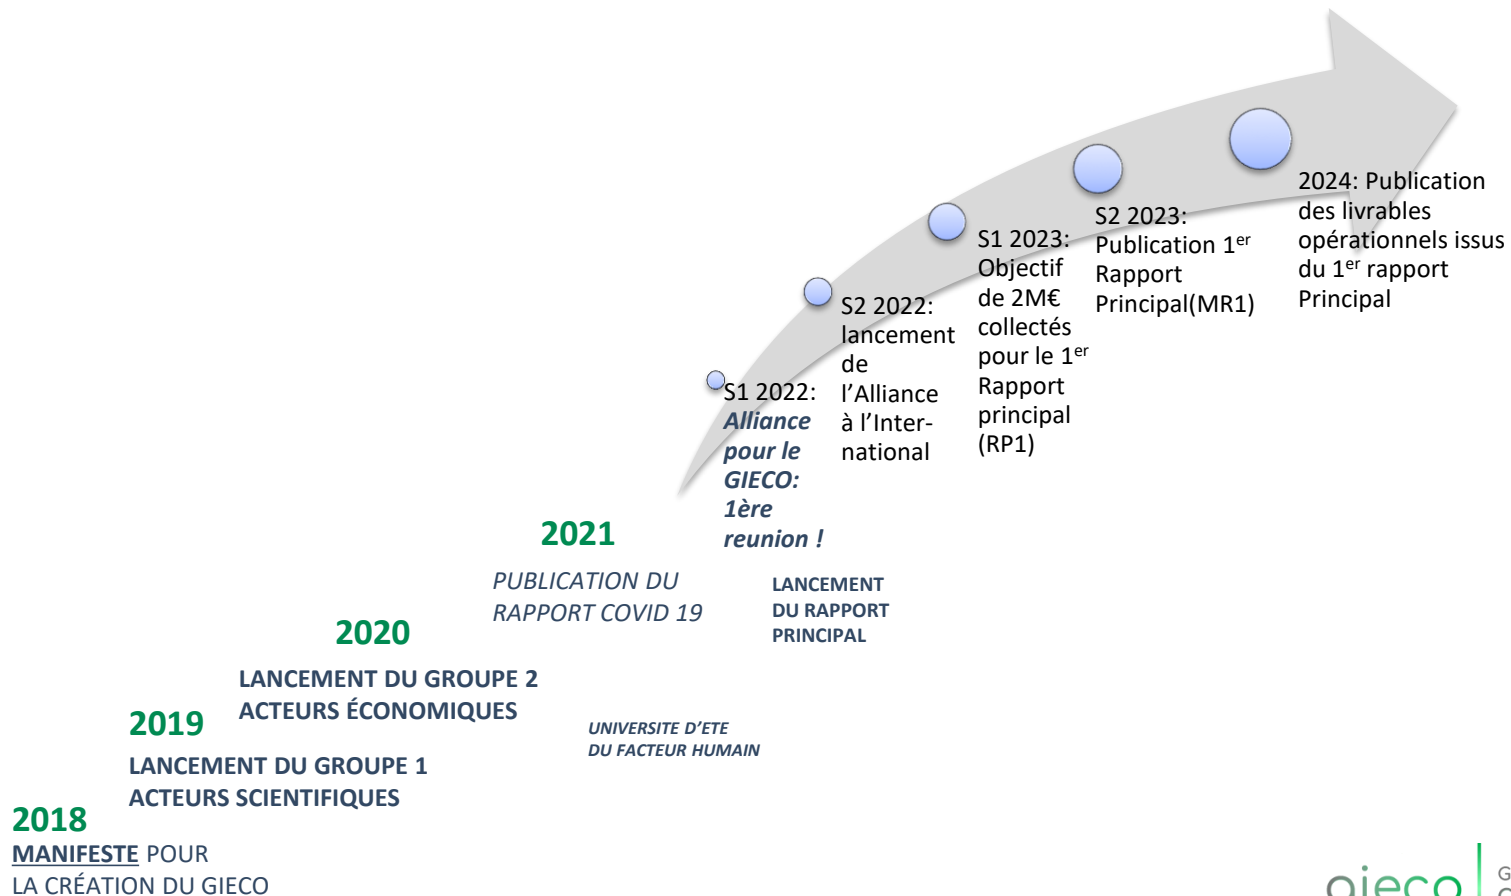 2018
MANIFESTE POUR
LA CRÉATION DU GIECO
2019
LANCEMENT DU GROUPE 1
ACTEURS SCIENTIFIQUES
2020
LANCEMENT DU GROUPE 2
ACTEURS ÉCONOMIQUES
UNIVERSITE D’ETE
DU FACTEUR HUMAIN
2021
PUBLICATION DU
RAPPORT COVID 19
LANCEMENT
DU RAPPORT
PRINCIPAL
S1 2022:
Alliance
pour le
GIECO:
1ère
reunion !
S2 2022:
lancement
de
l’Alliance
à l’Inter-
national
S1 2023:
Objectif
de 2M€
collectés
pour le 1er
Rapport
principal
(RP1)
S2 2023:
Publication 1er
Rapport
Principal(MR1)
2024: Publication
des livrables
opérationnels issus
du 1er rapport
Principal
gieco